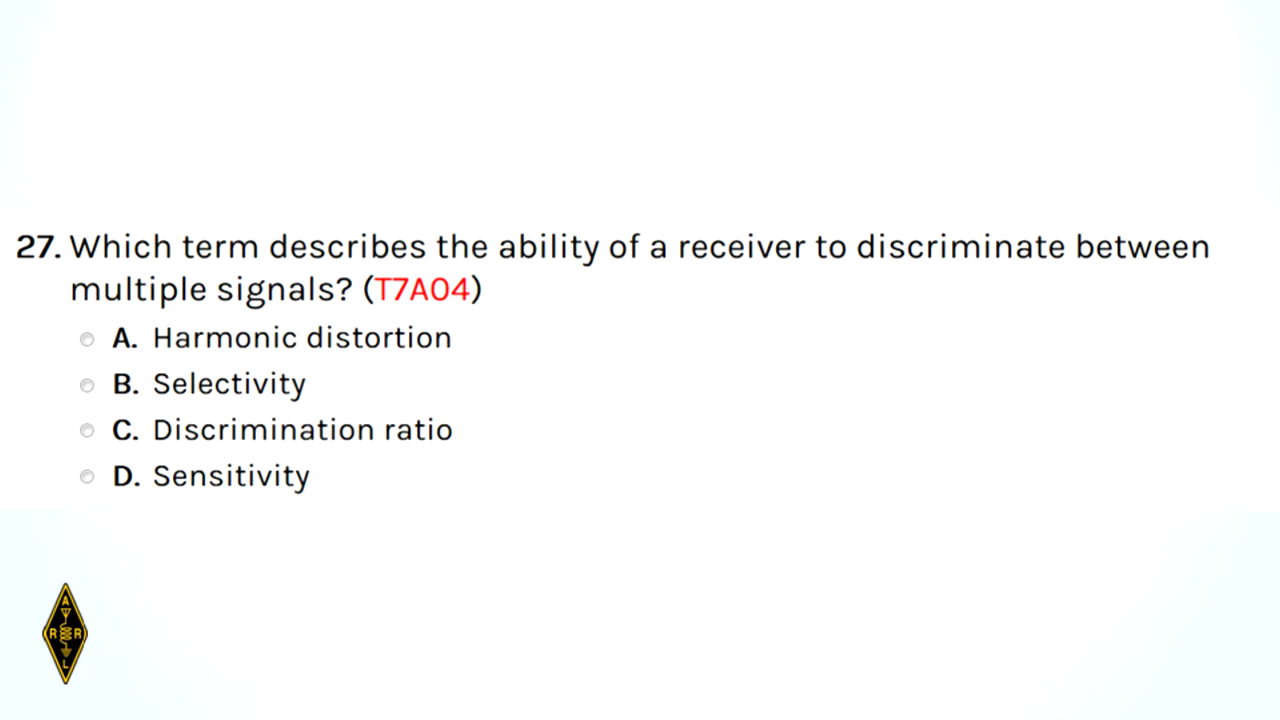 27. Which term describes the ability of a receiver to discriminate between
multiple signals? (T7A04)
A. Harmonic distortion
B. Selectivity
C. Discrimination ratio
D. Sensitivity
A
R R
L